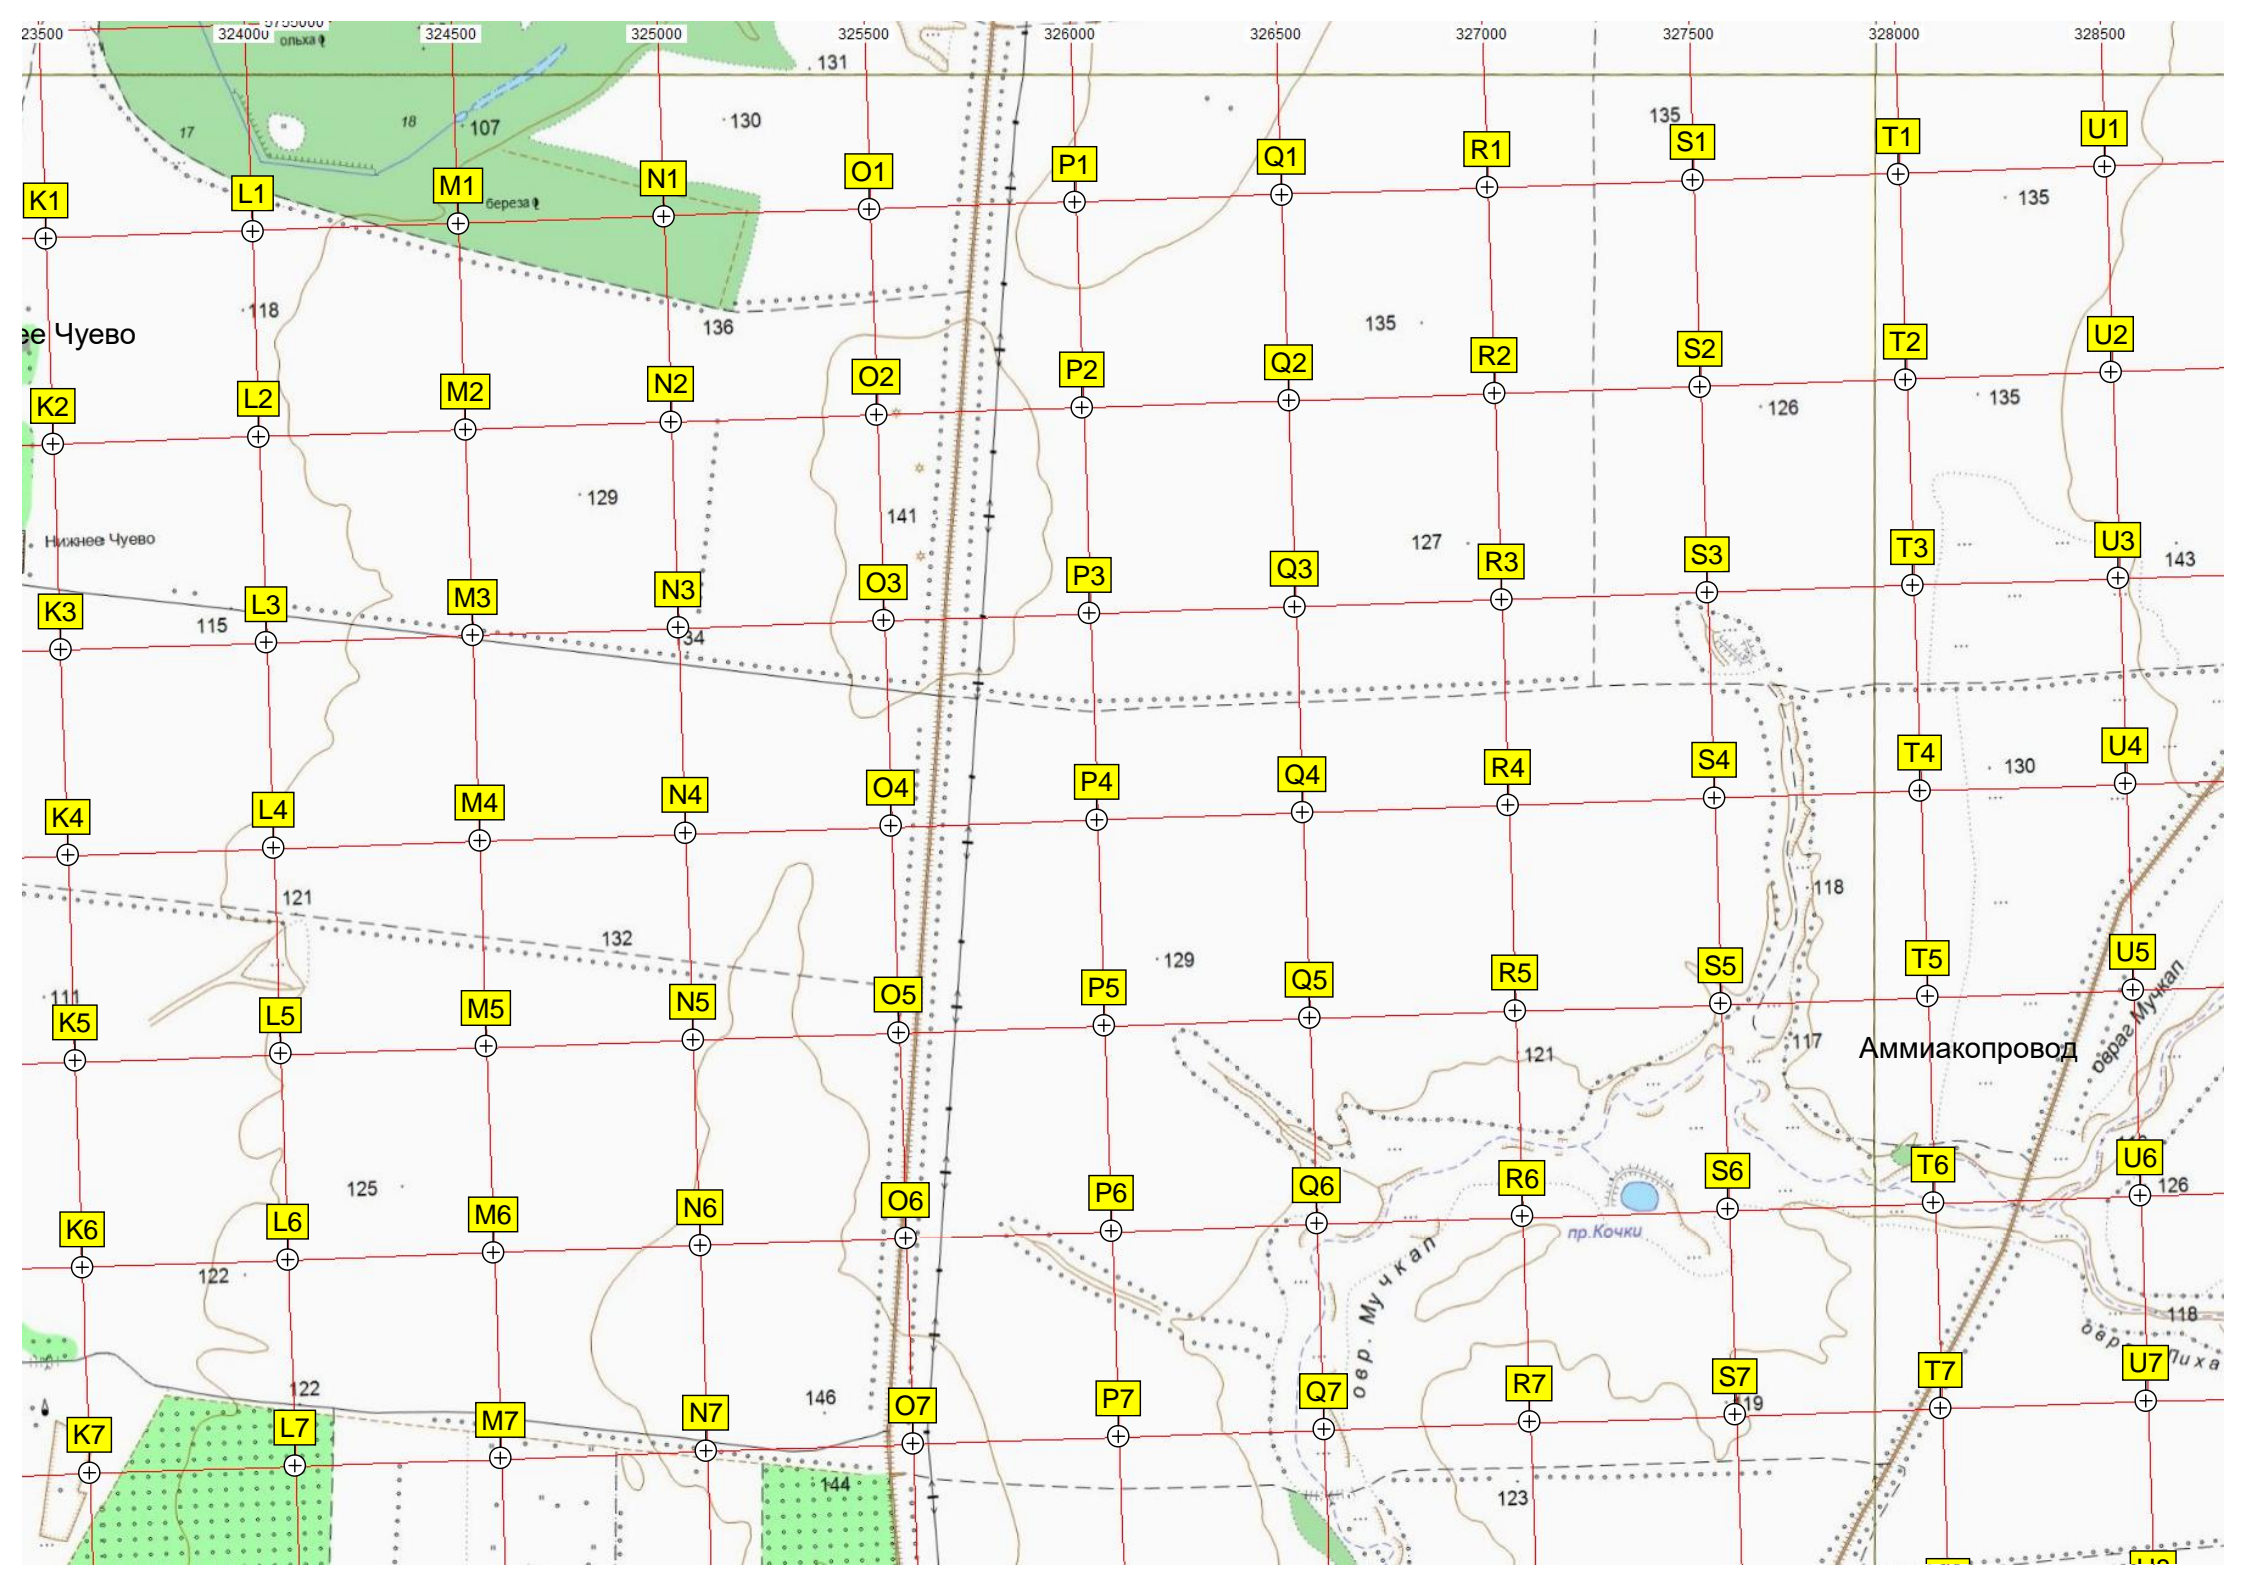 23500 324000 324500 325000 325500 326000 326500 327000 327500 328000 328500
5755000
ольха
131
17 18 107 130 135
U1
T1
S1
R1
Q1
P1
O1
N1
M1
L1
K1
береза
135
118
136
135
ее Чуево
K2 L2 M2 N2 O2 P2 Q2 R2 S2 T2 U2
126
135
129
141
127
143
Нижнее Чуево
K3 L3 M3 N3 O3 P3 Q3 R3 S3 T3 U3
115
34
K4 L4 M4 N4 O4 P4 Q4 R4 S4 T4 U4
130
118
121
132
129
111
K5 L5 M5 N5 O5 P5 Q5 R5 S5 T5 U5
овраг Мучкап
121
117
Аммиакопровод
125
K6 L6 M6 N6 O6 P6 Q6 R6 S6 T6 U6
126
пр.Кочки
122
овр. Мучкап
118
122
146
K7 L7 M7 N7 O7 P7 Q7 R7 S7 T7 U7
19
144
123